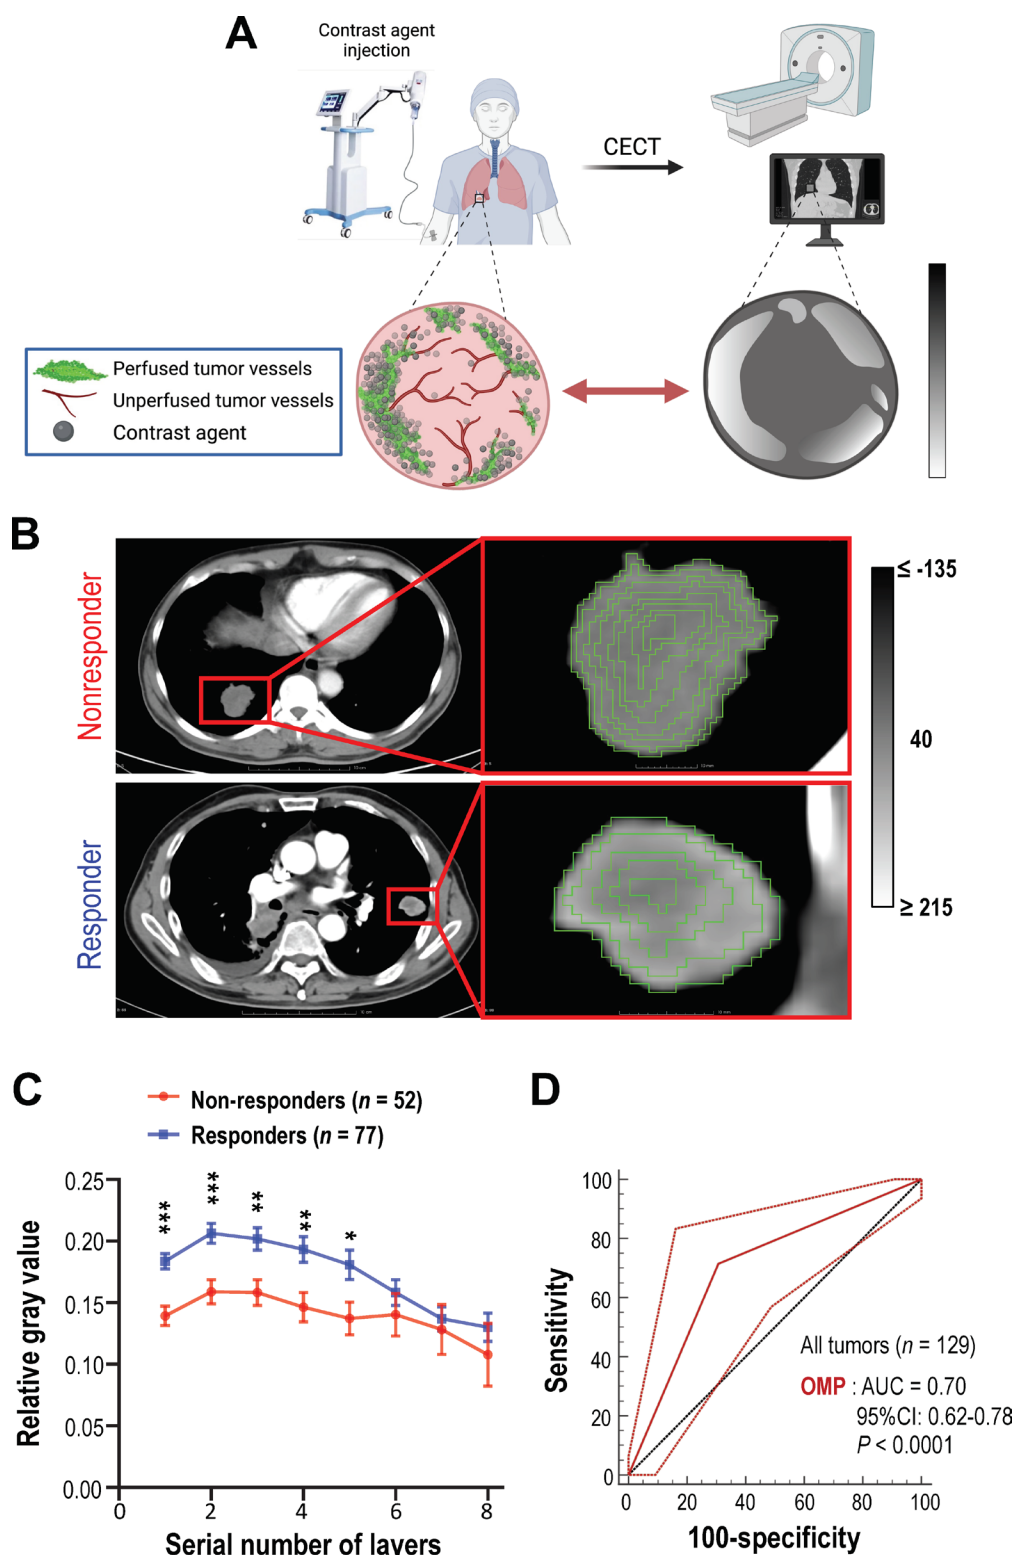 A
Contrast agent
injection
CECT
Perfused tumor vessels
Unperfused tumor vessels
Contrast agent
B
Nonresponder
Responder
≤ -135
40
≥ 215
C
Non-responders (n = 52)
Responders (n = 77)
Relative gray value
0.25
0.20
0.15
0.10
0.05
0.00
***
***
**
**
*
0
2
4
6
8
Serial number of layers
D
Sensitivity
100
80
60
40
20
0
All tumors (n = 129)
OMP : AUC = 0.70
95%CI: 0.62-0.78
P < 0.0001
0
20
40
60
80
100
100-specificity